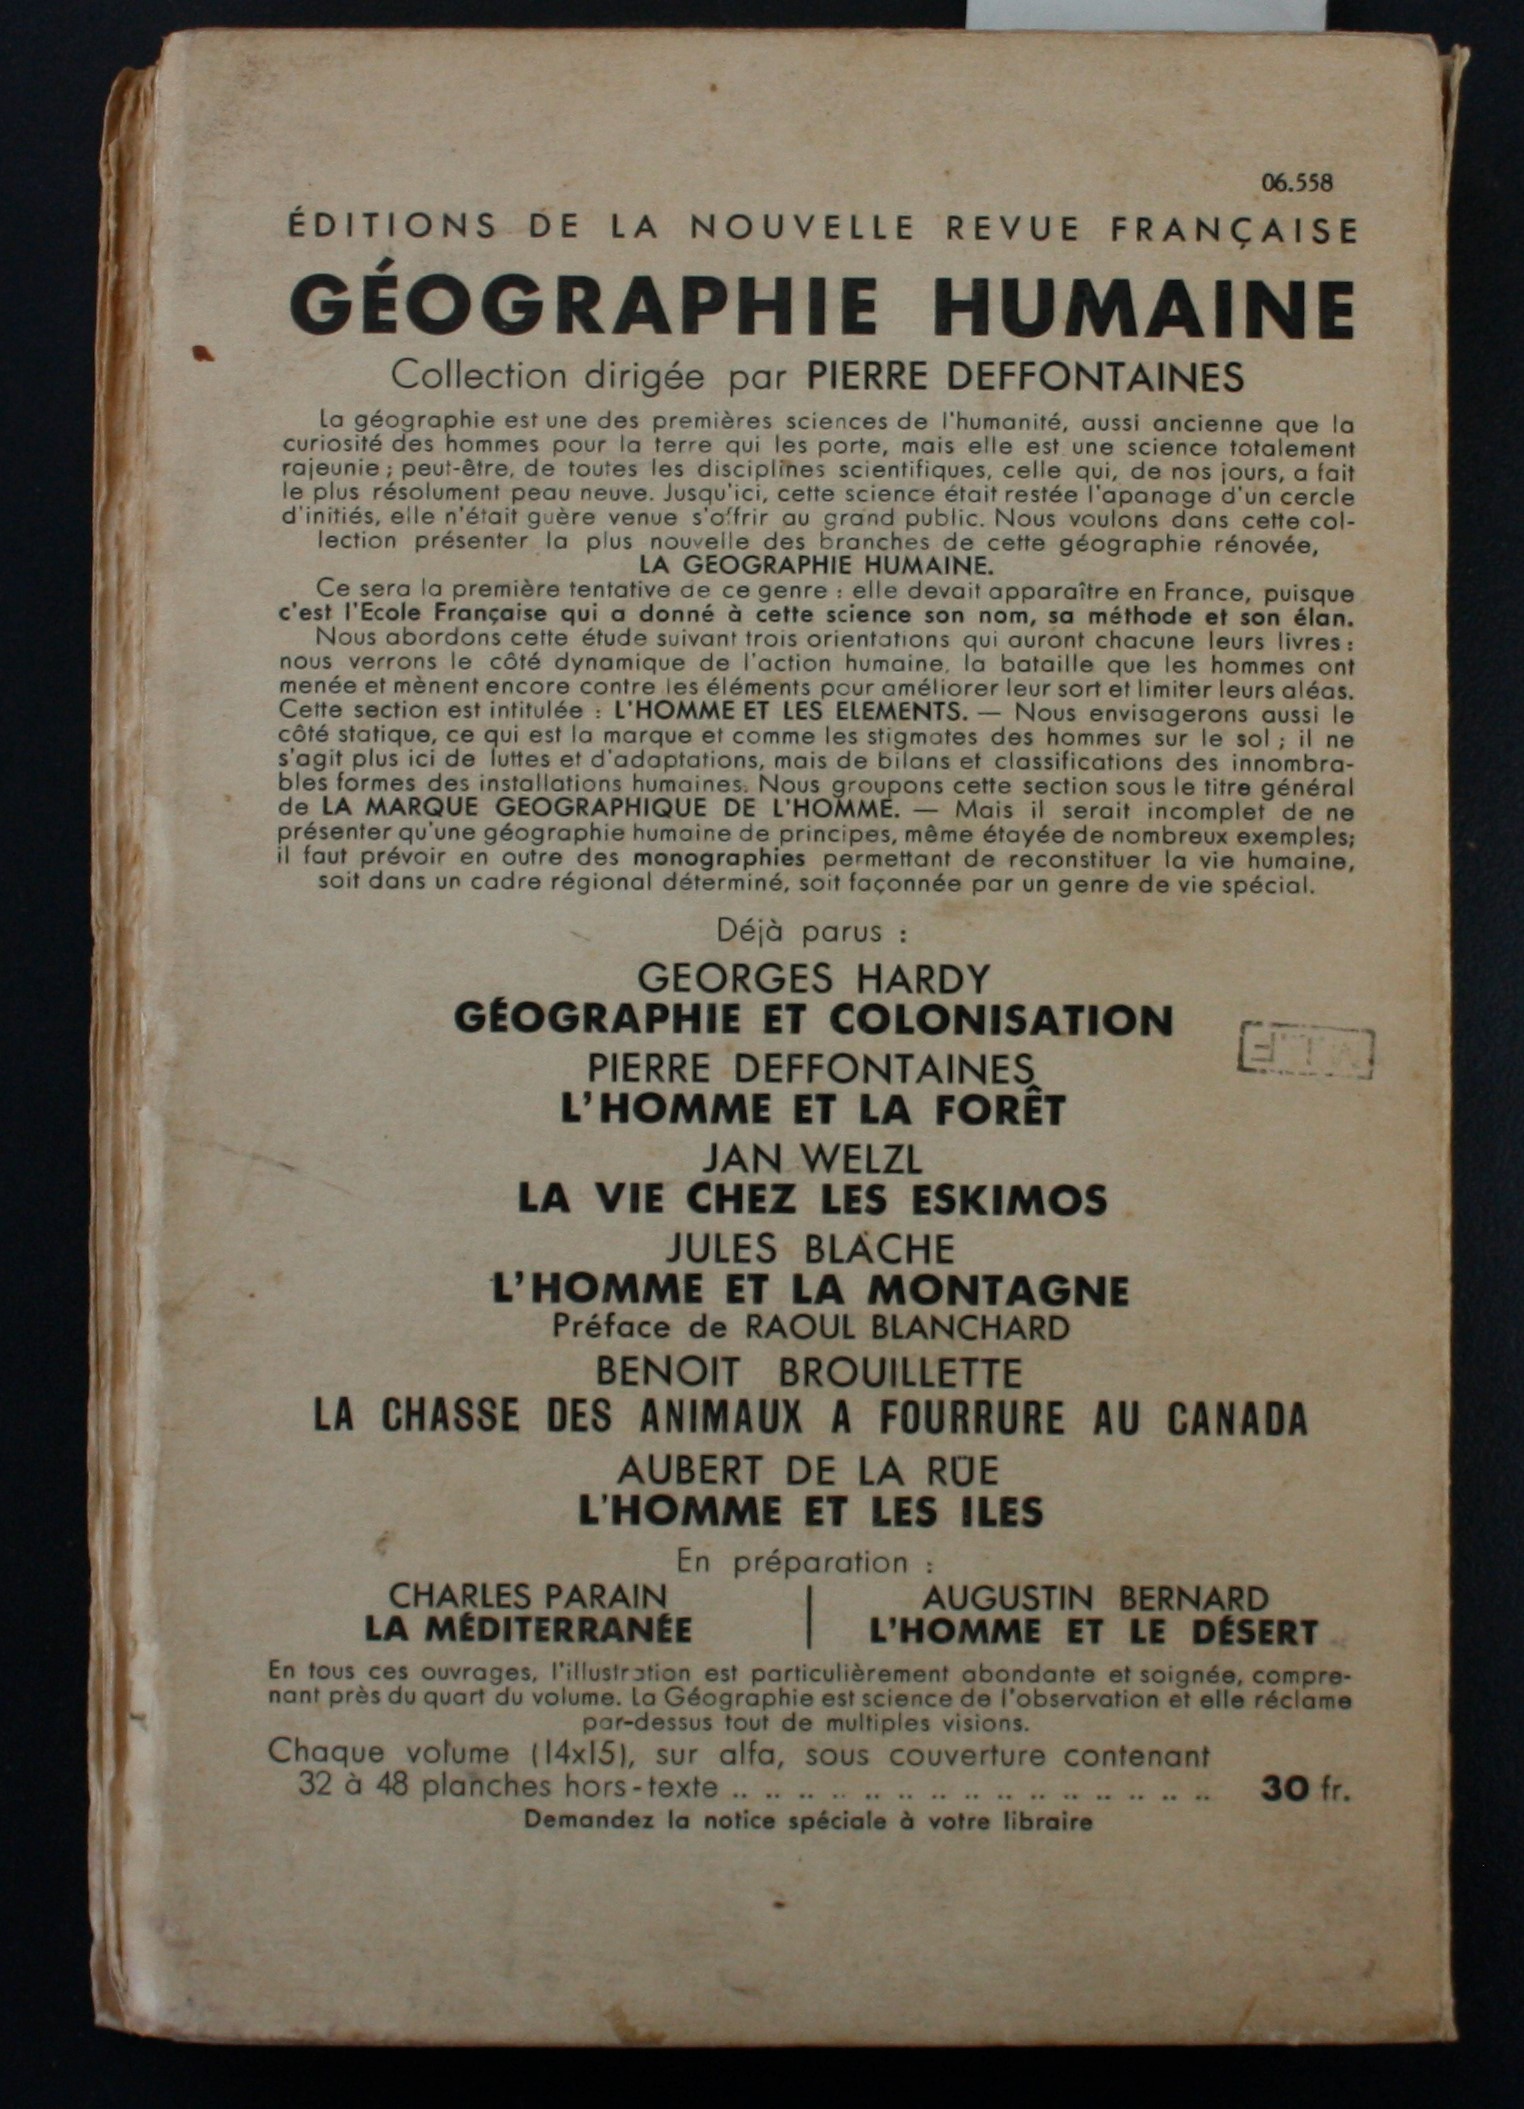 06.558
ÉDITIONS DE LA NOUVELLE REVUE FRANÇAISE
GÉOGRAPHIE HUMAINE
Collection dirigée par PIERRE DEFFONTAINES
La géographie est une des premières sciences de l'humanité, aussi ancienne que la
curiosité des hommes pour la terre qui les porte, mais elle est une science totalement
rajeunie ; peut-être, de toutes les disciplines scientifiques, celle qui, de nos jours, a fait
le plus résolument peau neuve. Jusqu'ici, cette science était restée l'apanage d'un cercle
d'initiés, elle n'était guère venue s'offrir au grand public. Nous voulons dans cette col-
lection présenter la plus nouvelle des branches de cette géographie rénovée,
LA GEOGRAPHIE HUMAINE.
Ce sera la première tentative de ce genre : elle devait apparaître en France, puisque
c'est l'Ecole Française qui a donné à cette science son nom, sa méthode et son élan.
Nous abordons cette étude suivant trois orientations qui auront chacune leurs livres :
nous verrons le côté dynamique de l'action humaine, la bataille que les hommes ont
menée et mènent encore contre les éléments pour améliorer leur sort et limiter leurs aléas.
Cette section est intitulée : L'HOMME ET LES ELEMENTS. — Nous envisagerons aussi le
côté statique, ce qui est la marque et comme les stigmates des hommes sur le sol ; il ne
s'agit plus ici de luttes et d'adaptations, mais de bilans et classifications des innombra-
bles formes des installations humaines. Nous groupons cette section sous le titre général
de LA MARQUE GEOGRAPHIQUE DE L'HOMME. — Mais il serait incomplet de ne
présenter qu'une géographie humaine de principes, même étayée de nombreux exemples;
il faut prévoir en outre des monographies permettant de reconstituer la vie humaine,
soit dans un cadre régional déterminé, soit façonnée par un genre de vie spécial.
Déjà parus :
GEORGES HARDY
GÉOGRAPHIE ET COLONISATION
PIERRE DEFFONTAINES
L'HOMME ET LA FORÊT
JAN WELZL
LA VIE CHEZ LES ESKIMOS
JULES BLACHE
L'HOMME ET LA MONTAGNE
Préface de RAOUL BLANCHARD
BENOIT BROUILLETTE
LA CHASSE DES ANIMAUX A FOURRURE AU CANADA
AUBERT DE LA RÜE
L'HOMME ET LES ILES
En préparation :
CHARLES PARAIN
LA MÉDITERRANÉE
AUGUSTIN BERNARD
L'HOMME ET LE DÉSERT
En tous ces ouvrages, l'illustration est particulièrement abondante et soignée, compre-
nant près du quart du volume. La Géographie est science de l'observation et elle réclame
par-dessus tout de multiples visions.
Chaque volume (14x15), sur alfa, sous couverture contenant
32 à 48 planches hors-texte .. .. .. .. .. .. .. .. .. .. .. .. .. .. .. 30 fr.
Demandez la notice spéciale à votre libraire